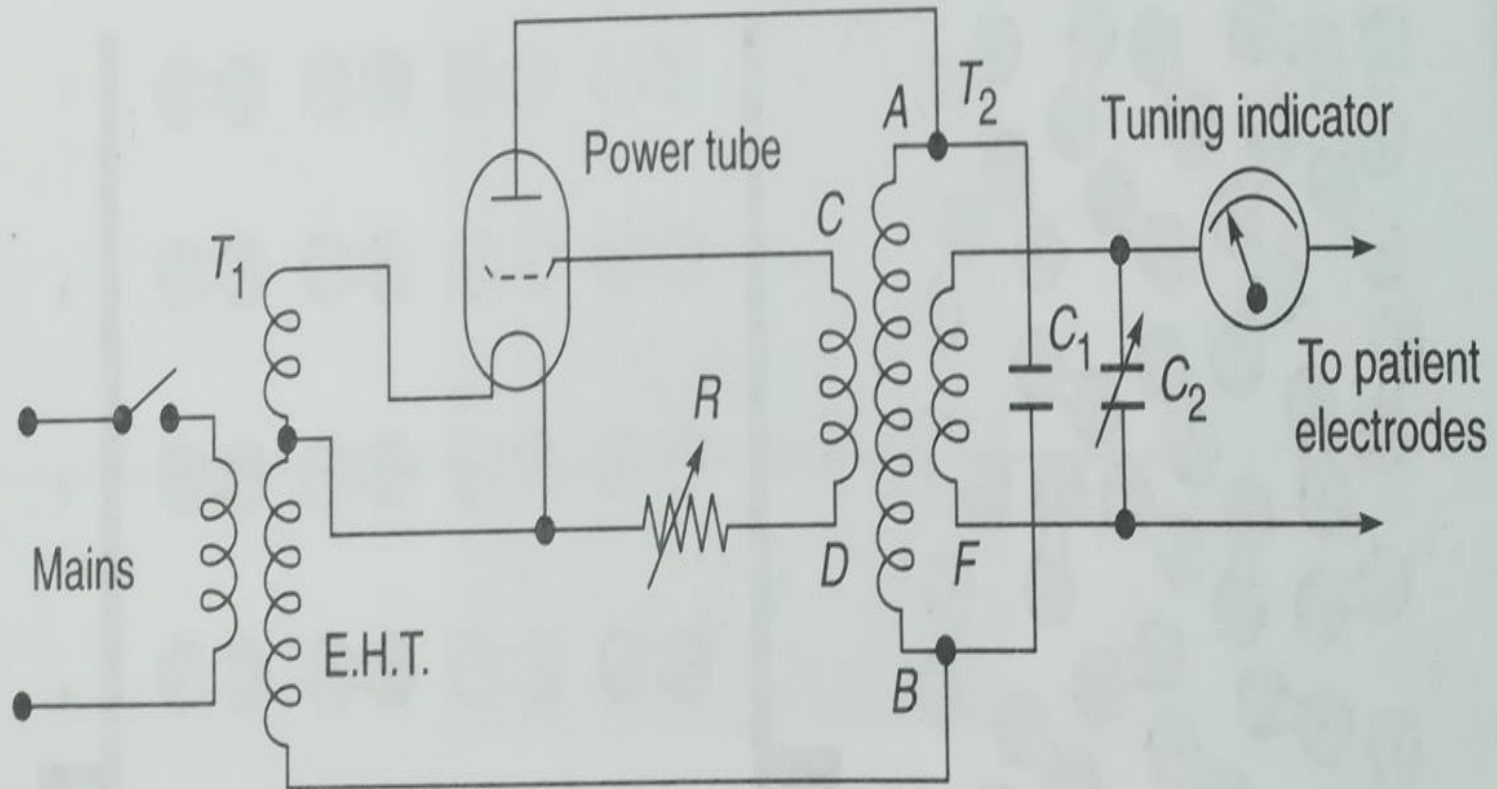 A
T2
Tuning indicator
Power tube
C
T1
C1
C2
To patient
electrodes
R
Mains
D
F
E.H.T.
B